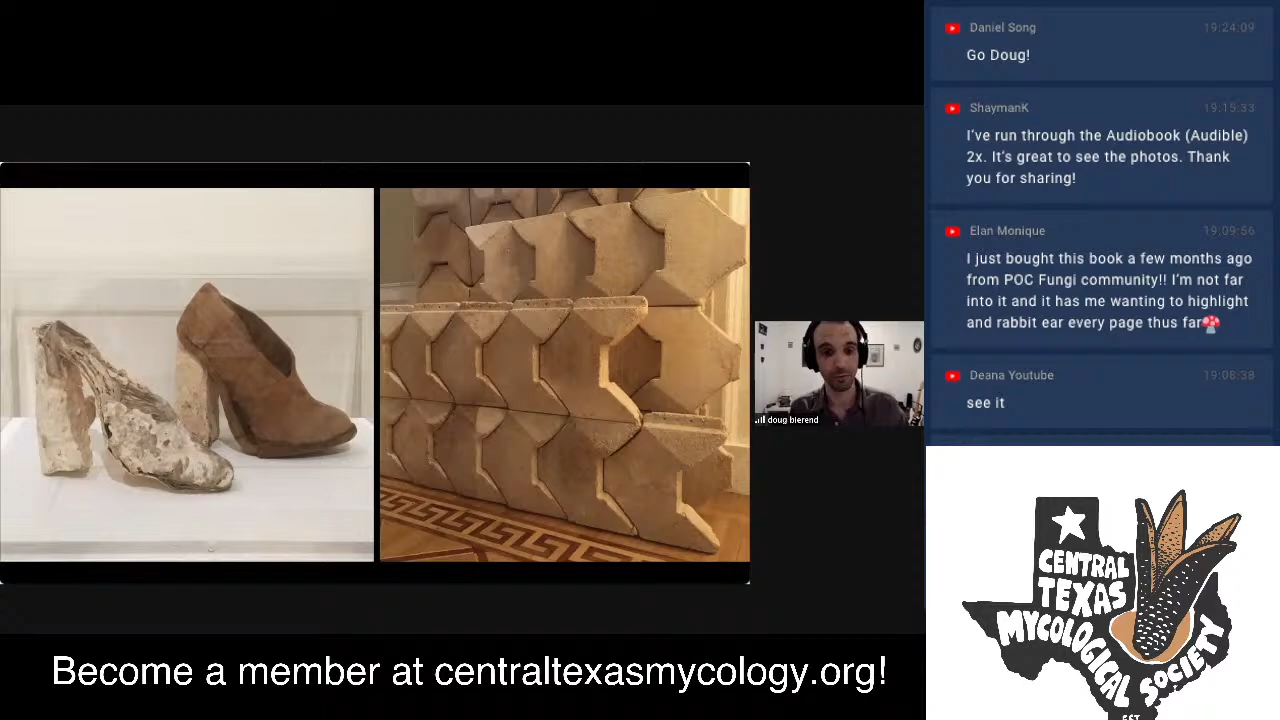 Daniel Song 19:24:09
Go Doug!
ShaymanK 19:15:33
I've run through the Audiobook (Audible)
2x. It's great to see the photos. Thank
you for sharing!
Elan Monique 19:09:56
I just bought this book a few months ago
from POC Fungi community!! I'm not far
into it and it has me wanting to highlight
and rabbit ear every page thus far🍄
Deana Youtube 19:08:38
see it
doug bierend
CENTRAL
TEXAS
MYCOLOGICAL
SOCIETY
EST
Become a member at centraltexasmycology.org!